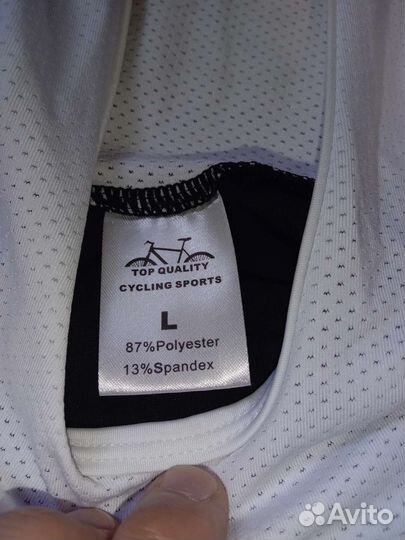 TOP QUALITY
CYCLING SPORTS
L
87%Polyester
13%Spandex
Avito